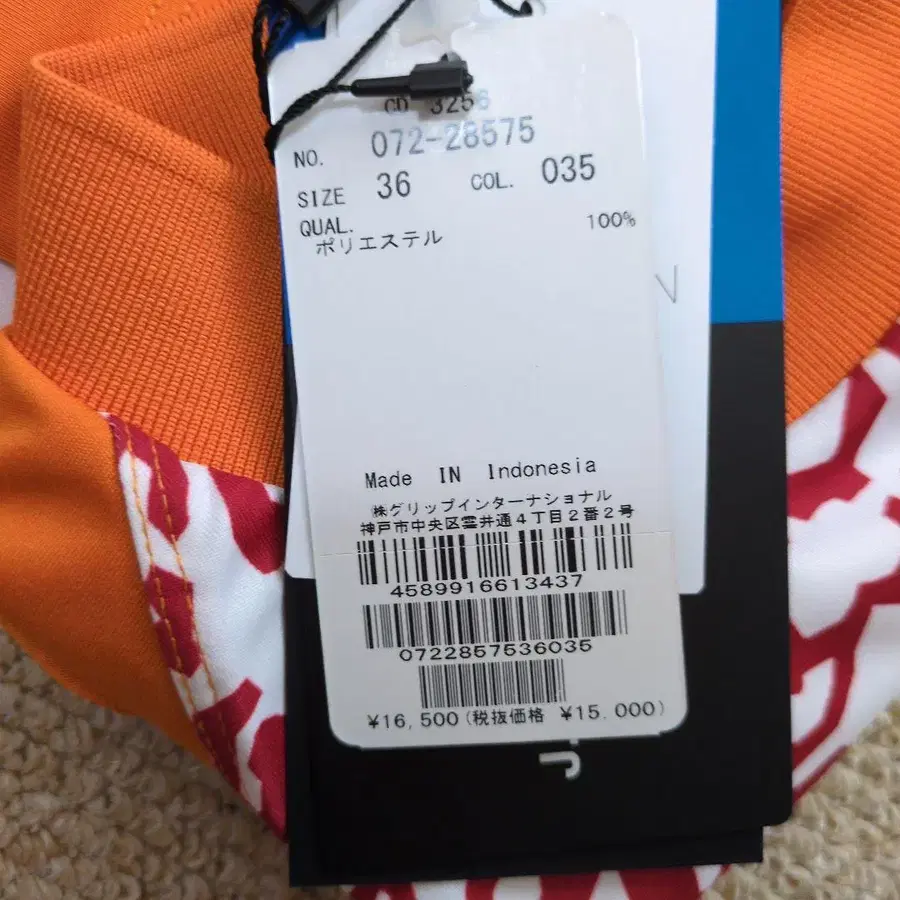 CD 3256
NO. 072-28575
SIZE 36 COL. 035
QUAL.
ポリエステル 100%
Made IN Indonesia
㈱グリップインターナショナル
神戸市中央区雲井通4丁目2番2号
4589916613437
0722857536035
¥16,500(税抜価格 ¥15.000)